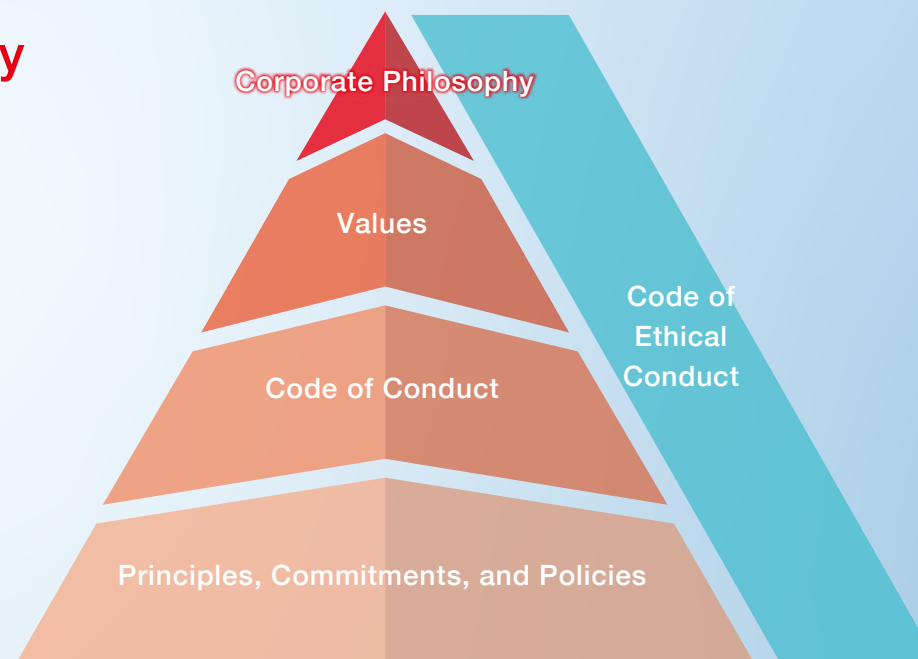 y
Corporate Philosophy
Values
Code of
Ethical
Conduct
Code of Conduct
Principles, Commitments, and Policies